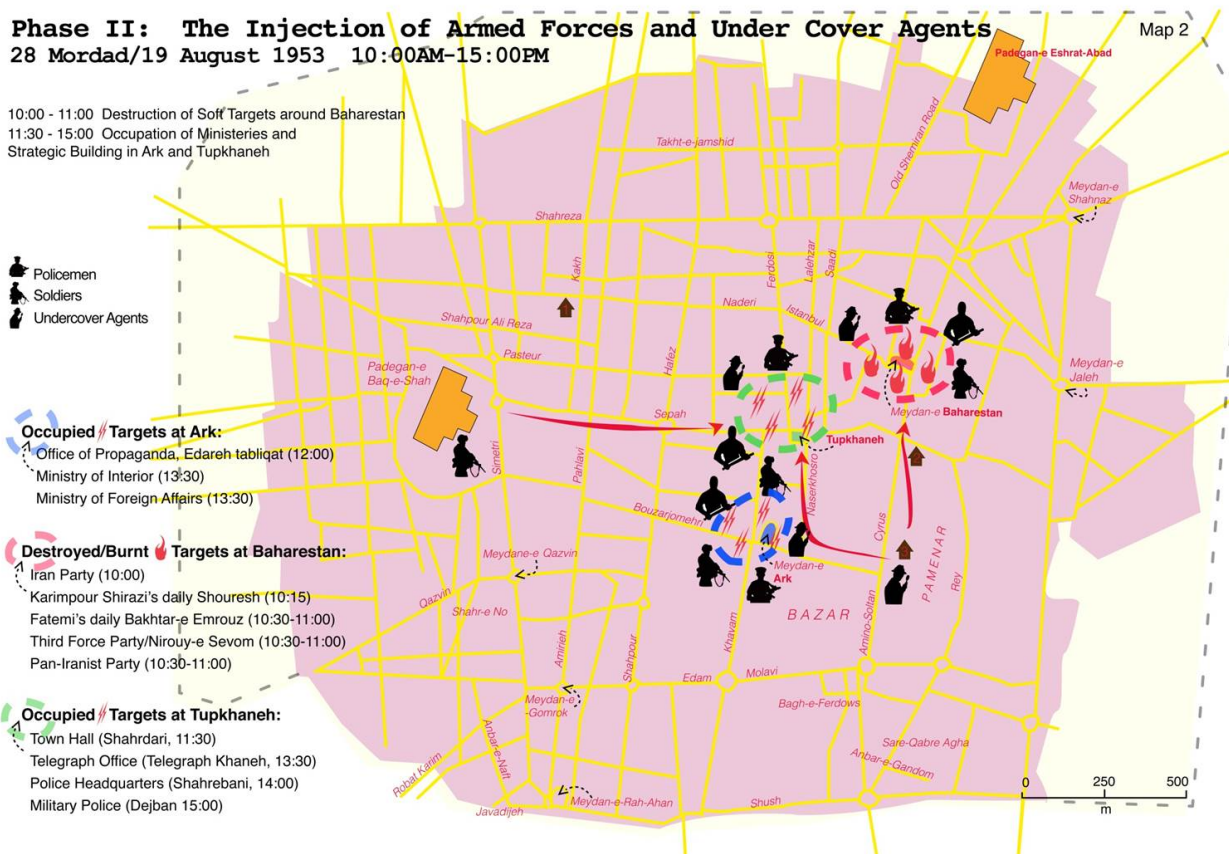 Phase II: The Injection of Armed Forces and Under Cover Agents
28 Mordad/19 August 1953 10:00AM-15:00PM
Map 2
10:00 - 11:00 Destruction of Soft Targets around Baharestan
11:30 - 15:00 Occupation of Ministeries and
Strategic Building in Ark and Tupkhaneh
Policemen
Soldiers
Undercover Agents
Occupied Targets at Ark:
Office of Propaganda, Edareh tabliqat (12:00)
Ministry of Interior (13:30)
Ministry of Foreign Affairs (13:30)
Destroyed/Burnt Targets at Baharestan:
Iran Party (10:00)
Karimpour Shirazi's daily Shouresh (10:15)
Fatemi's daily Bakhtar-e Emrouz (10:30-11:00)
Third Force Party/Nirouy-e Sevom (10:30-11:00)
Pan-Iranist Party (10:30-11:00)
Occupied Targets at Tupkhaneh:
Town Hall (Shahrdari, 11:30)
Telegraph Office (Telegraph Khaneh, 13:30)
Police Headquarters (Shahrebani, 14:00)
Military Police (Dejban 15:00)
Padegan-e Eshrat-Abad
Takht-e-jamshid
Old Shemiran Road
Meydan-e
Shahnaz
Shahreza
Kakh
Ferdosi
Lalehzar
Saadi
Naderi
Istanbul
Shahpour Ali Reza
Pasteur
Hafez
Padegan-e
Baq-e-Shah
Meydan-e
Jaleh
Sepah
Meydan-e Baharestan
Tupkhaneh
Simetri
Pahlavi
Naserkhosro
Bouzarjomehri
Cyrus
PAMENAR
Rey
Meydane-e Qazvin
Meydan-e
Ark
Qazvin
Shahr-e No
BAZAR
Amirieh
Shahpour
Khavam
Amino-Soltan
Edam
Molavi
Meydan-e
-Gomrok
Bagh-e-Ferdows
Anbar-e-Naft
Robat Karim
Sare-Qabre Agha
Anbar-e-Gandom
Meydan-e-Rah-Ahan
Javadijeh
Shush
0 250 500
m